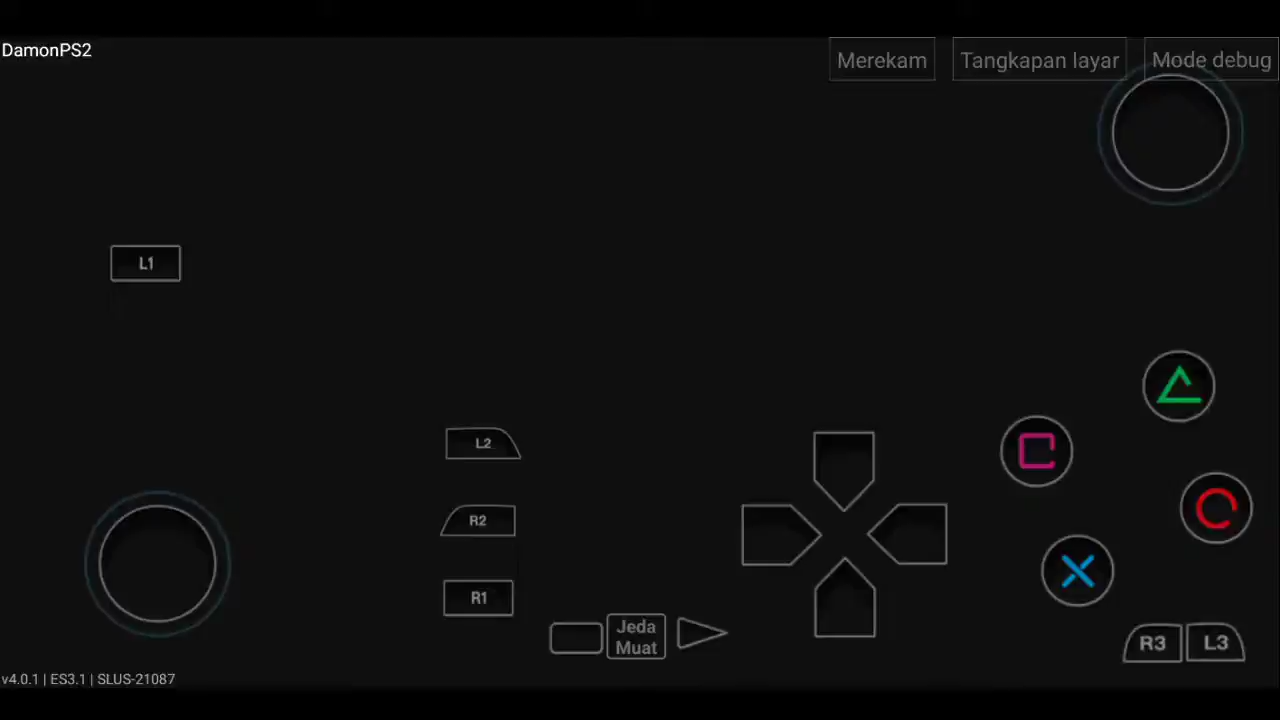 DamonPS2
Merekam
Tangkapan layar
Mode debug
L1
L2
R2
R1
Jeda
Muat
R3
L3
v4.0.1 | ES3.1 | SLUS-21087